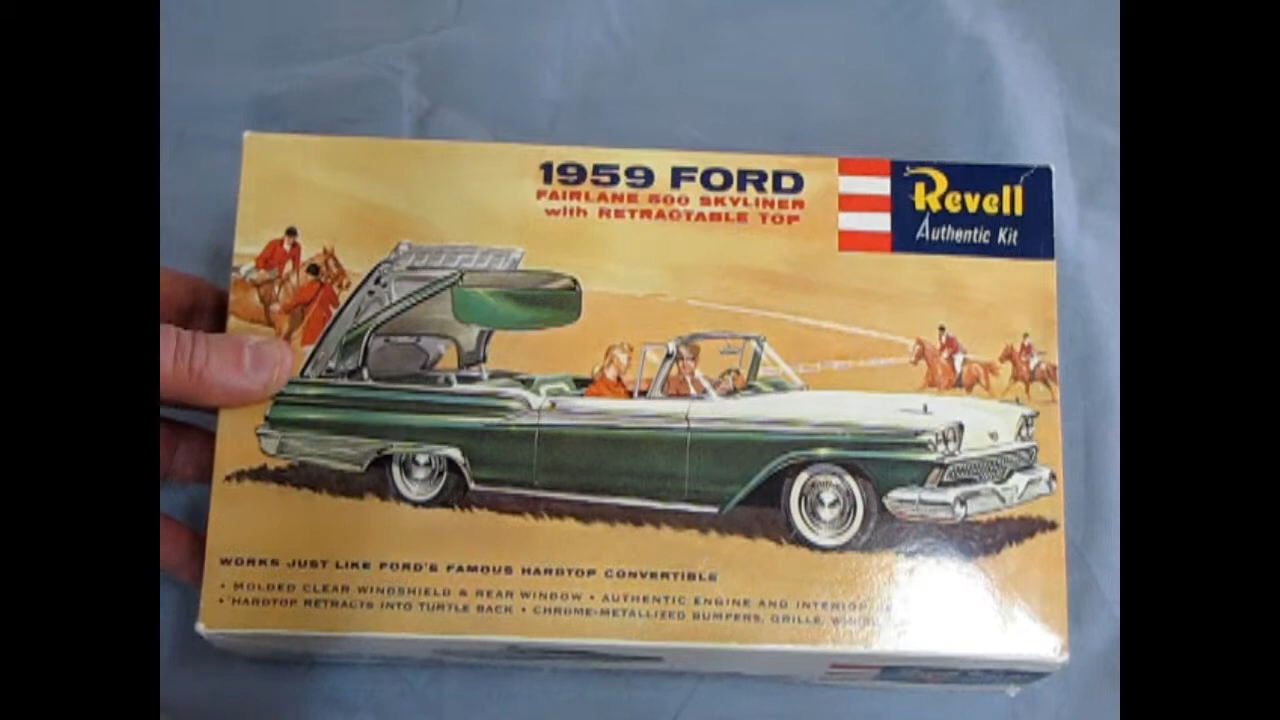 1959 FORD
FAIRLANE 500 SKYLINER
with RETRACTABLE TOP
Revell
Authentic Kit
WORKS JUST LIKE FORD'S FAMOUS HARDTOP CONVERTIBLE
• MOLDED CLEAR WINDSHIELD & REAR WINDOW • AUTHENTIC ENGINE AND INTERIOR
• HARDTOP RETRACTS INTO TURTLE BACK • CHROME-METALLIZED BUMPERS, GRILLE,